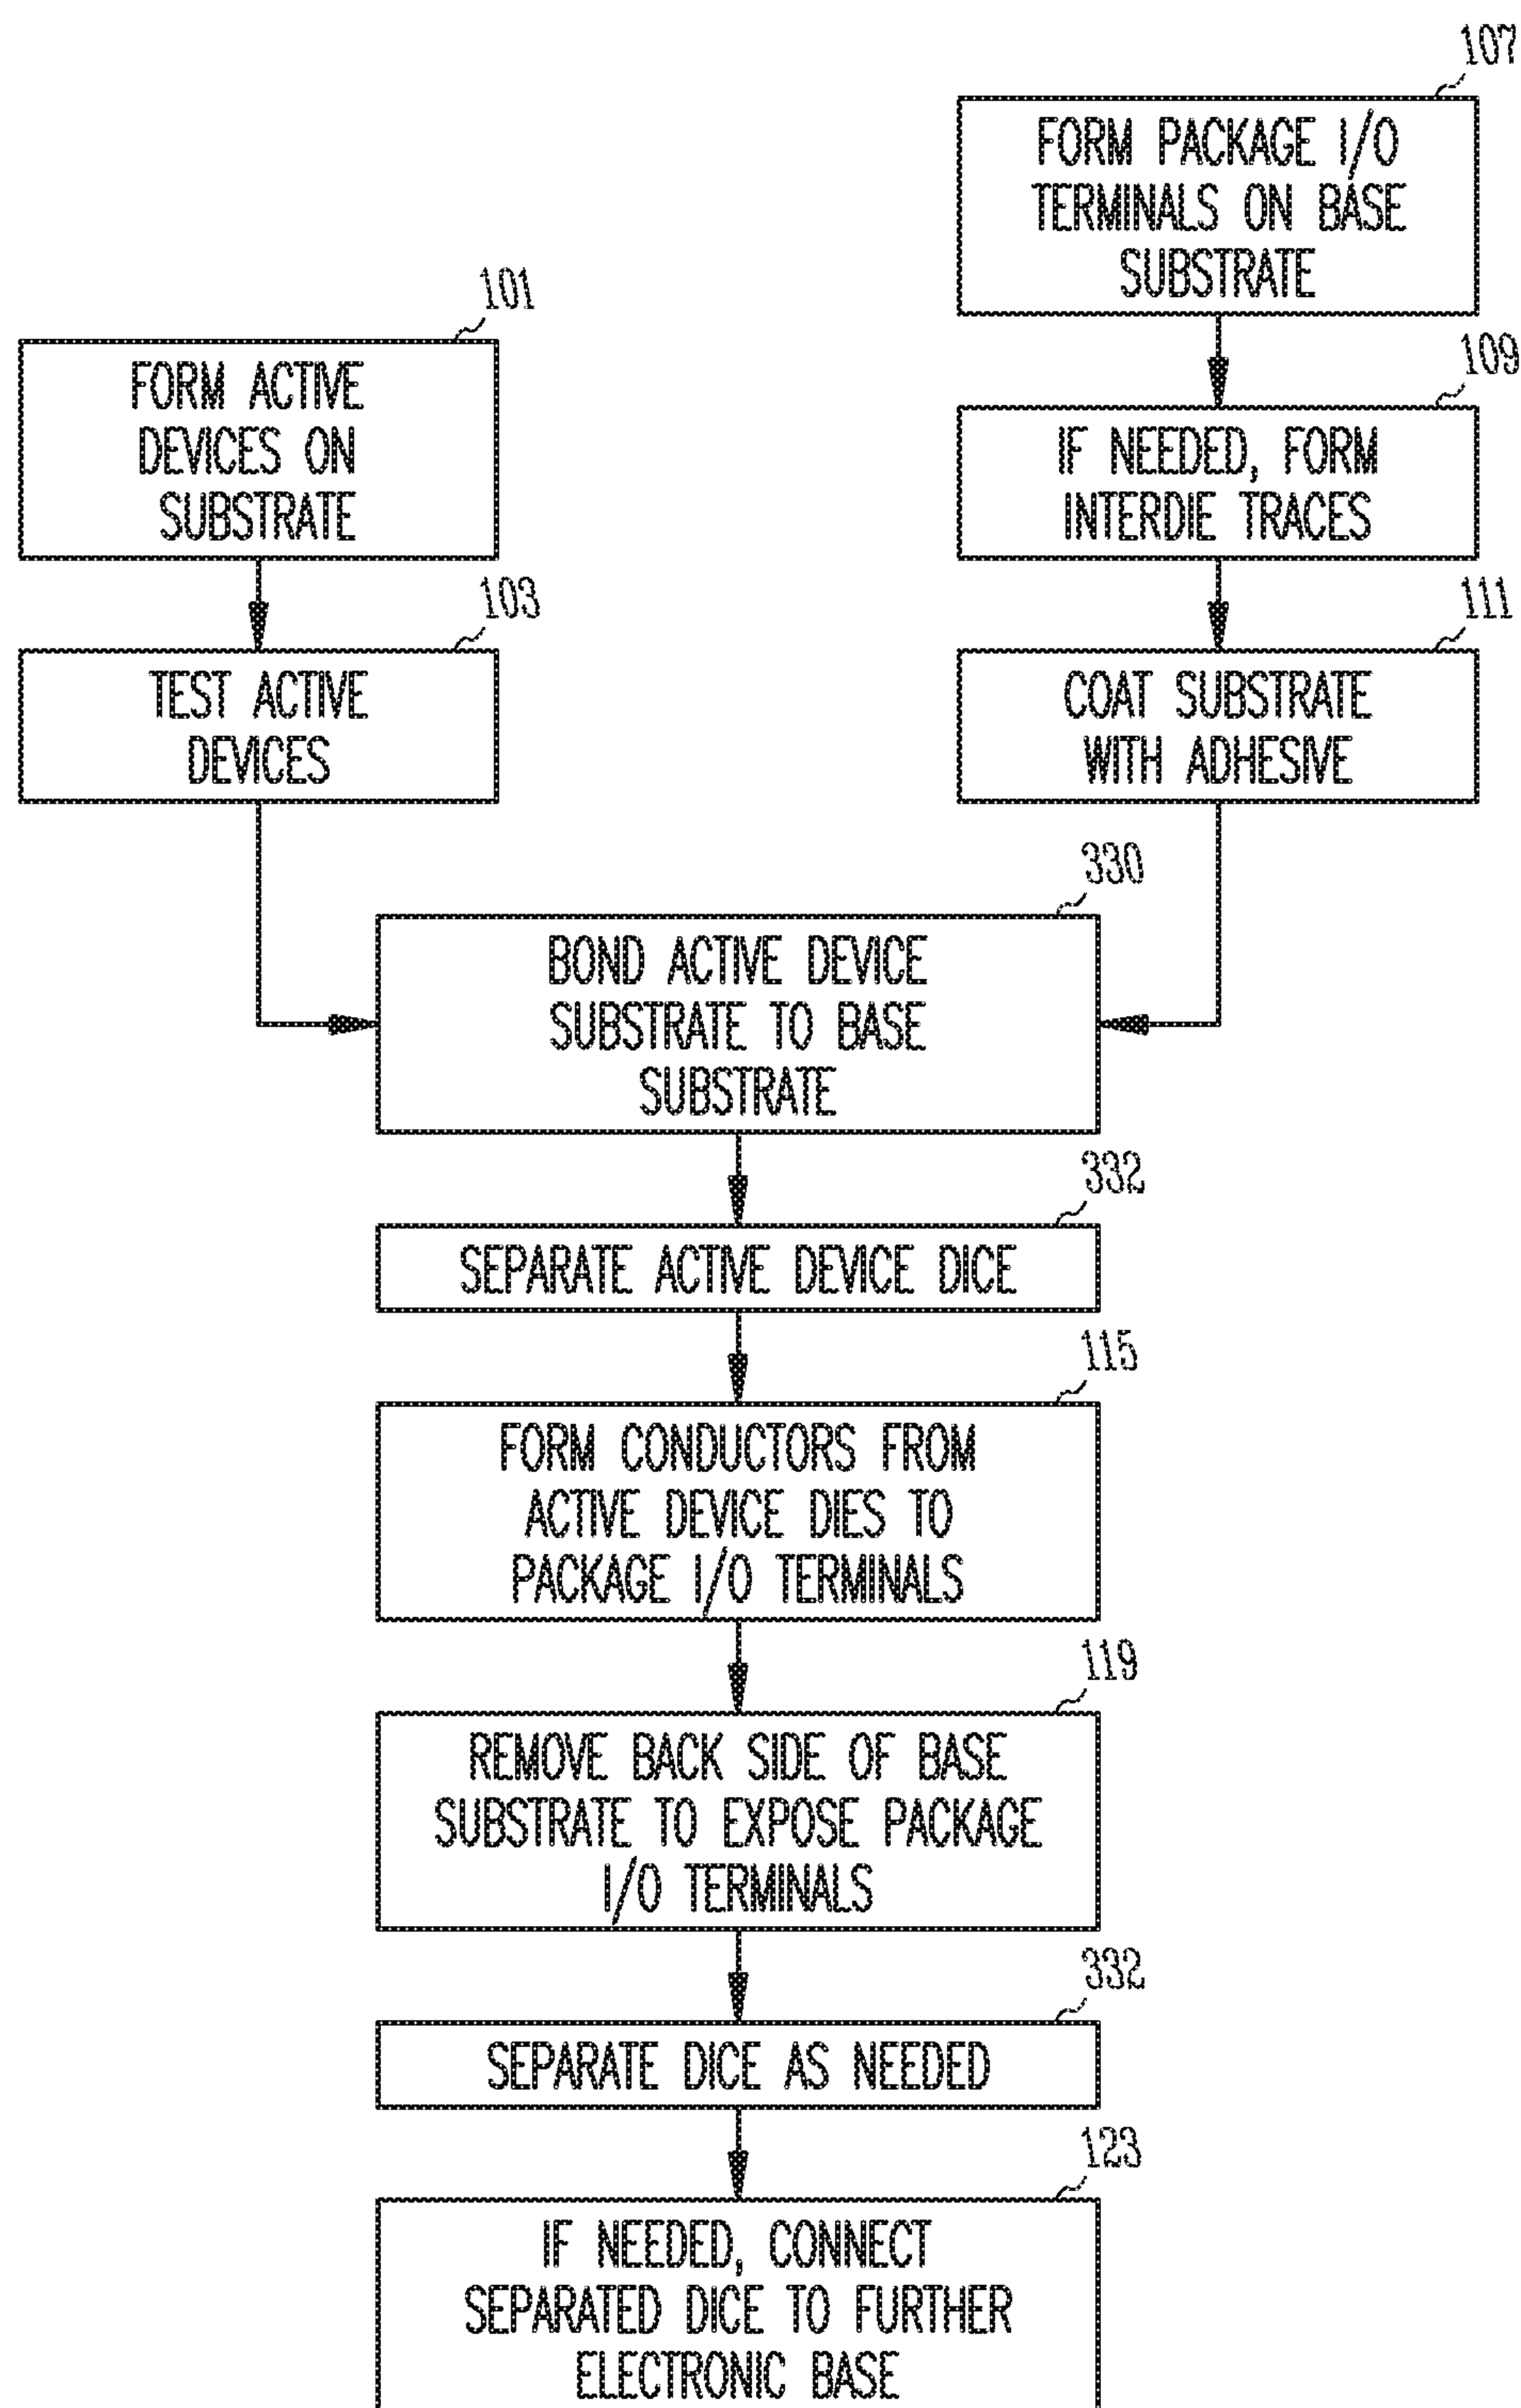 107
FORM PACKAGE I/O
TERMINALS ON BASE
SUBSTRATE
101
FORM ACTIVE
DEVICES ON
SUBSTRATE
109
IF NEEDED, FORM
INTERDIE TRACES
103
TEST ACTIVE
DEVICES
111
COAT SUBSTRATE
WITH ADHESIVE
330
BOND ACTIVE DEVICE
SUBSTRATE TO BASE
SUBSTRATE
332
SEPARATE ACTIVE DEVICE DICE
115
FORM CONDUCTORS FROM
ACTIVE DEVICE DIES TO
PACKAGE I/O TERMINALS
119
REMOVE BACK SIDE OF BASE
SUBSTRATE TO EXPOSE PACKAGE
I/O TERMINALS
332
SEPARATE DICE AS NEEDED
123
IF NEEDED, CONNECT
SEPARATED DICE TO FURTHER
ELECTRONIC BASE